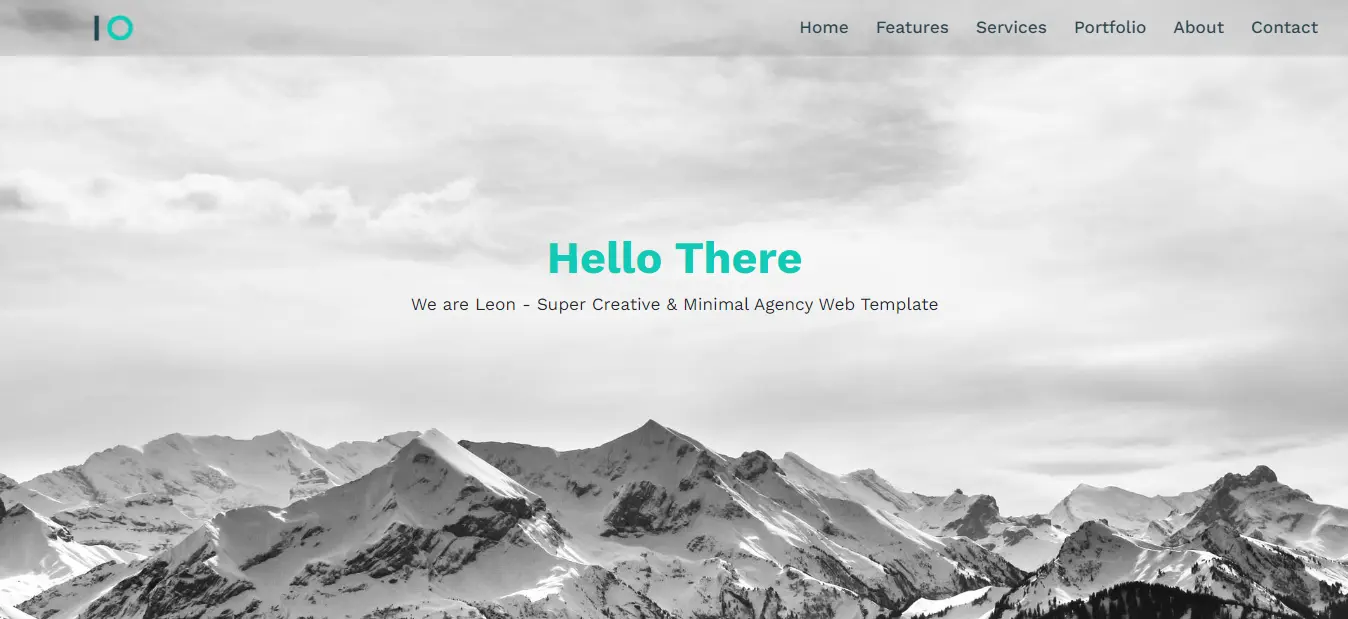 IO
Home Features Services Portfolio About Contact
Hello There
We are Leon - Super Creative & Minimal Agency Web Template